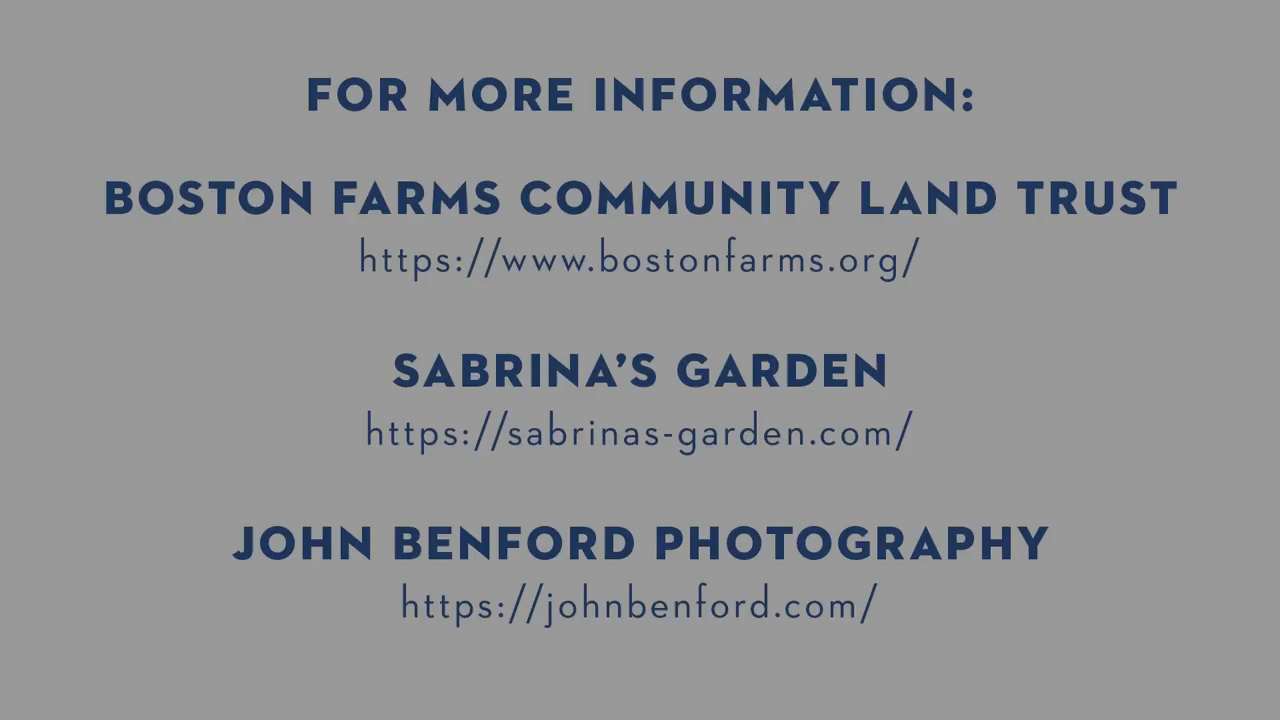 FOR MORE INFORMATION:
BOSTON FARMS COMMUNITY LAND TRUST
https://www.bostonfarms.org/
SABRINA’S GARDEN
https://sabrinas-garden.com/
JOHN BENFORD PHOTOGRAPHY
https://johnbenford.com/